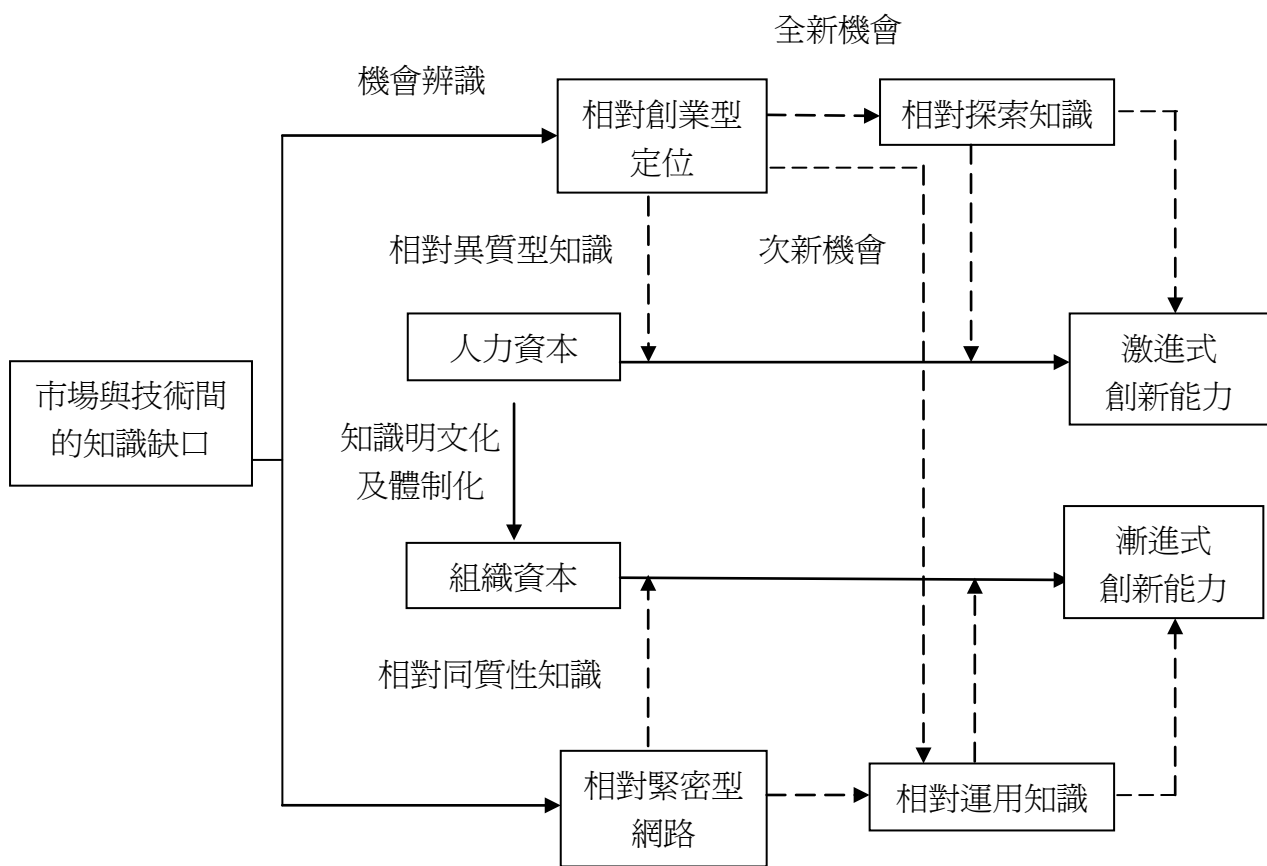 全新機會
機會辨識
相對創業型
定位
相對探索知識
相對異質型知識
次新機會
人力資本
激進式
創新能力
市場與技術間
的知識缺口
知識明文化
及體制化
組織資本
漸進式
創新能力
相對同質性知識
相對緊密型
網路
相對運用知識